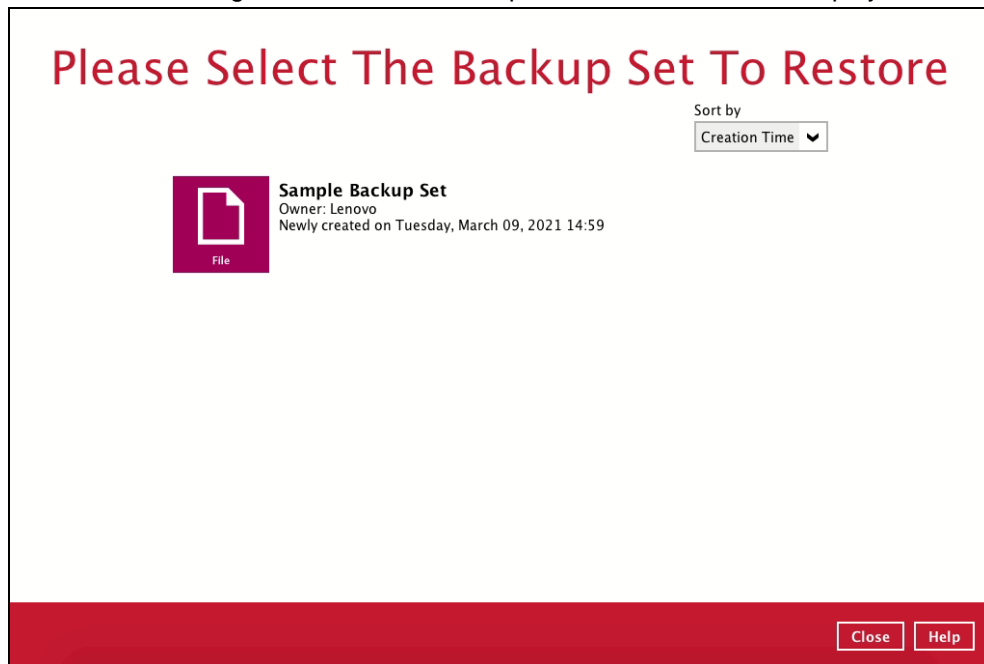 Please Select The Backup Set To Restore
Sort by
Creation Time
Sample Backup Set
Owner: Lenovo
Newly created on Tuesday, March 09, 2021 14:59
File
Close
Help